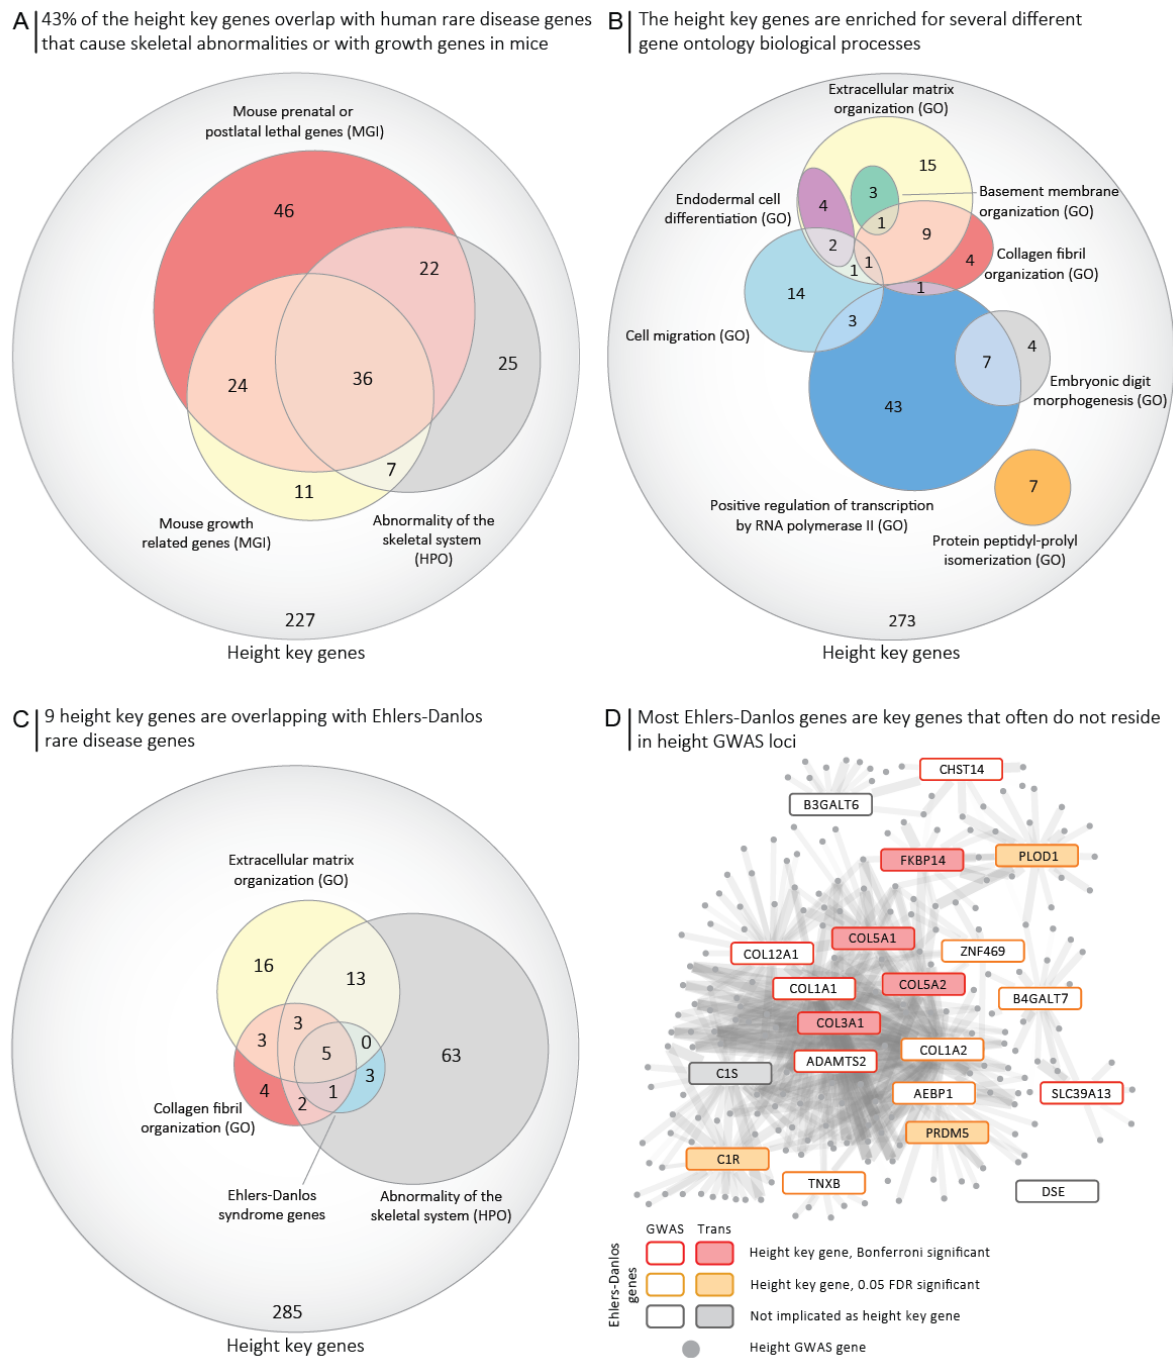 A
43% of the height key genes overlap with human rare disease genes
that cause skeletal abnormalities or with growth genes in mice
Mouse prenatal or
postlatal lethal genes (MGI)
46
22
25
24
36
7
11
Mouse growth
related genes (MGI)
Abnormality of the
skeletal system
(HPO)
227
Height key genes
B
The height key genes are enriched for several different
gene ontology biological processes
Extracellular matrix
organization (GO)
15
3
Basement membrane
organization (GO)
Endodermal cell
differentiation (GO)
4
1
9
2
1
1
4
Collagen fibril
organization (GO)
14
1
3
Cell migration (GO)
4
7
Embryonic digit
morphogenesis (GO)
43
7
Positive regulation of transcription
by RNA polymerase II (GO)
Protein peptidyl-prolyl
isomerization (GO)
273
Height key genes
C
9 height key genes are overlapping with Ehlers-Danlos
rare disease genes
Extracellular matrix
organization (GO)
16
13
3
3
5
0
63
4
2
1
3
Collagen fibril
organization (GO)
Ehlers-Danlos
syndrome genes
Abnormality of the
skeletal system (HPO)
285
Height key genes
D
Most Ehlers-Danlos genes are key genes that often do not reside
in height GWAS loci
CHST14
B3GALT6
FKBP14
PLOD1
COL5A1
COL12A1
ZNF469
COL1A1
COL5A2
B4GALT7
COL3A1
COL1A2
ADAMTS2
C1S
AEBP1
SLC39A13
PRDM5
C1R
TNXB
DSE
GWAS
Trans
Ehlers-Danlos
genes
Height key gene, Bonferroni significant
Height key gene, 0.05 FDR significant
Not implicated as height key gene
Height GWAS gene